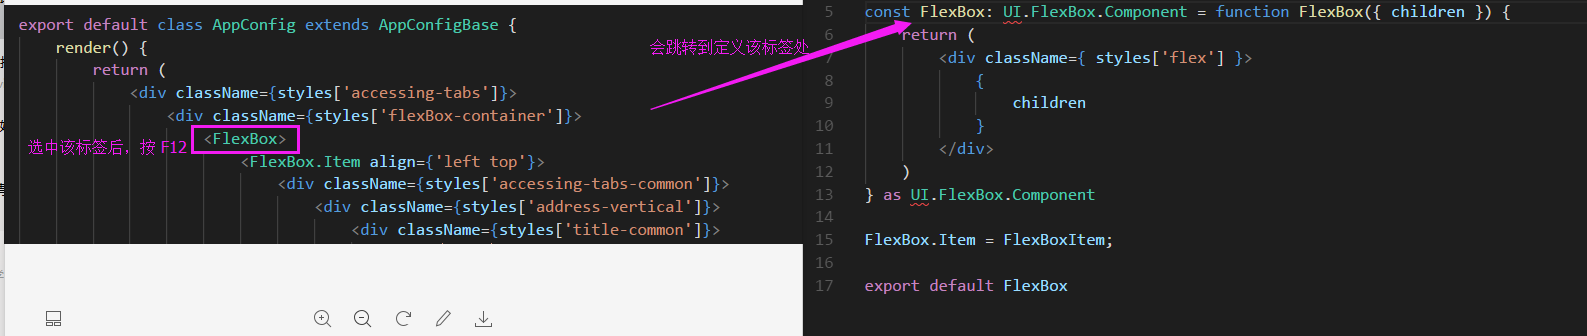 export default class AppConfig extends AppConfigBase {
render() {
return (
<div className={styles['accessing-tabs']}>
<div className={styles['flexBox-container']}>
<FlexBox>
<FlexBox.Item align={'left top'}>
<div className={styles['accessing-tabs-common']}>
<div className={styles['address-vertical']}>
<div className={styles['title-common']}>
选中该标签后，按 F12
会跳转到定义该标签处
5 const FlexBox: UI.FlexBox.Component = function FlexBox({ children }) {
6 return (
7 <div className={ styles['flex'] }>
8 {
9 children
10 }
11 </div>
12 )
13 } as UI.FlexBox.Component
14
15 FlexBox.Item = FlexBoxItem;
16
17 export default FlexBox